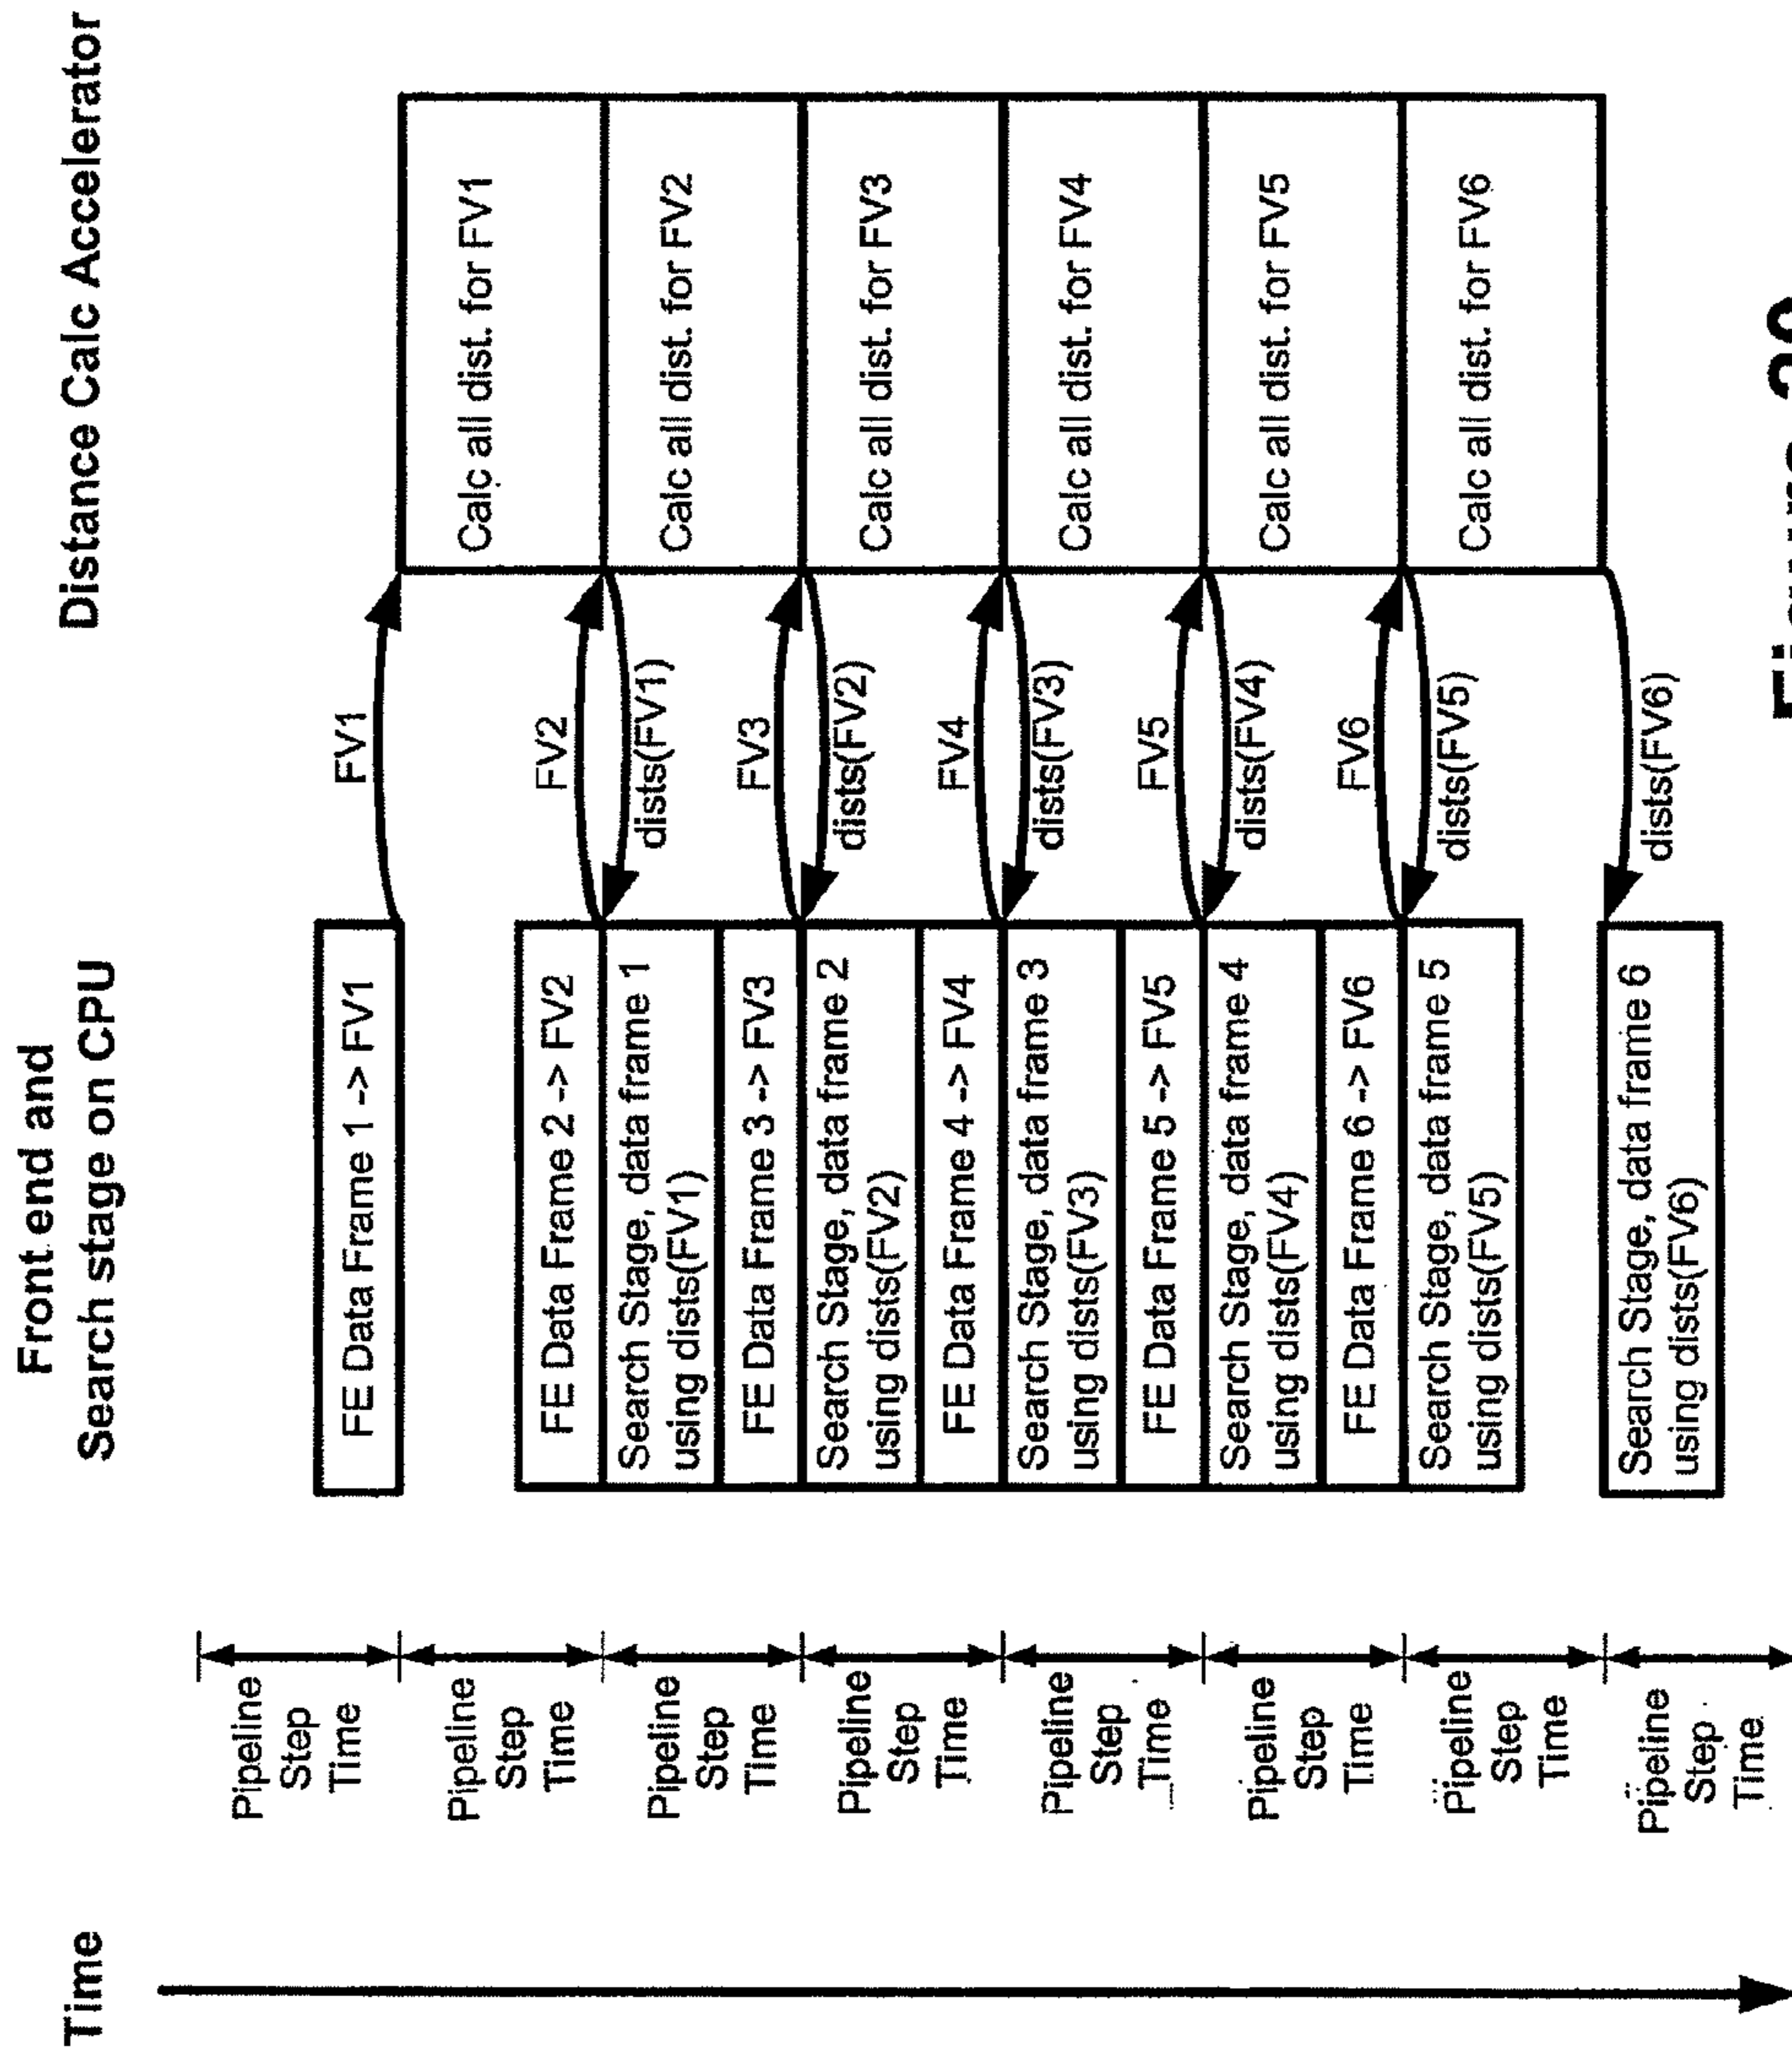 Time
Front end and
Search stage on CPU
Distance Calc Accelerator
Pipeline
Step
Time
FE Data Frame 1 -> FV1
FV1
Pipeline
Step
Time
FE Data Frame 2 -> FV2
FV2
Calc all dist. for FV1
Pipeline
Step
Time
Search Stage, data frame 1
using dists(FV1)
dists(FV1)
FE Data Frame 3 -> FV3
FV3
Calc all dist. for FV2
Pipeline
Step
Time
Search Stage, data frame 2
using dists(FV2)
dists(FV2)
FE Data Frame 4 -> FV4
FV4
Calc all dist. for FV3
Pipeline
Step
Time
Search Stage, data frame 3
using dists(FV3)
dists(FV3)
FE Data Frame 5 -> FV5
FV5
Calc all dist. for FV4
Pipeline
Step
Time
Search Stage, data frame 4
using dists(FV4)
dists(FV4)
FE Data Frame 6 -> FV6
FV6
Calc all dist. for FV5
Pipeline
Step
Time
Search Stage, data frame 5
using dists(FV5)
dists(FV5)
Calc all dist. for FV6
Pipeline
Step
Time
Search Stage, data frame 6
using dists(FV6)
dists(FV6)
Figure